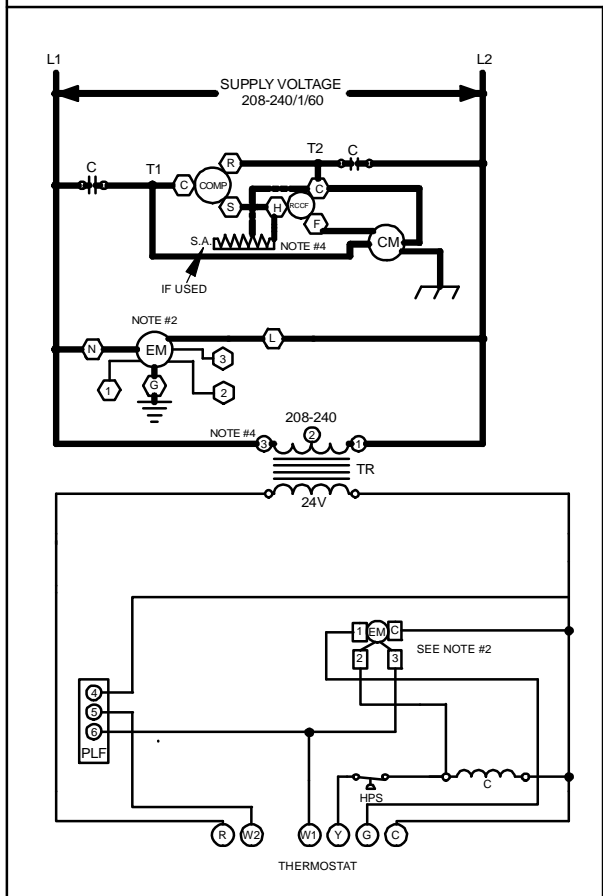 L1
L2
SUPPLY VOLTAGE
208-240/1/60
C
T1
T2
C
C
COMP
R
S
H
RCCF
C
F
CM
S.A.
NOTE #4
IF USED
NOTE #2
N
EM
L
3
1
G
2
208-240
NOTE #4
3
2
1
TR
24V
1
EM
C
SEE NOTE #2
2
3
4
5
6
PLF
HPS
C
R
W2
W1
Y
G
C
THERMOSTAT